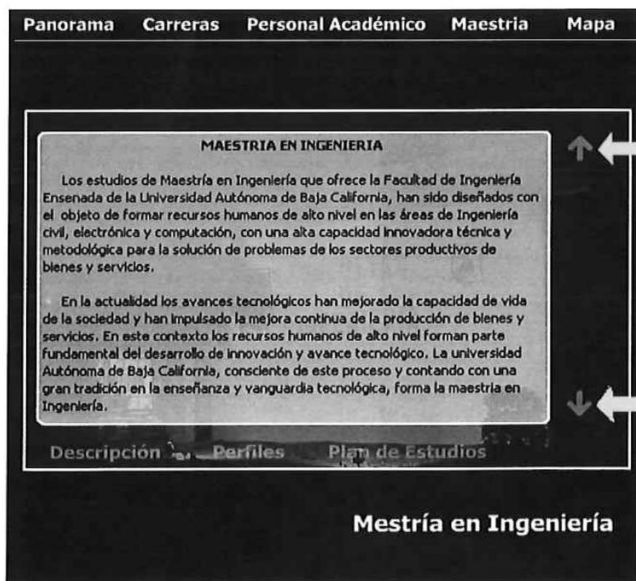 Panorama Carreras Personal Académico Maestria Mapa
MAESTRIA EN INGENIERIA
Los estudios de Maestría en Ingeniería que ofrece la Facultad de Ingeniería
Ensenada de la Universidad Autónoma de Baja California, han sido diseñados con
el objeto de formar recursos humanos de alto nivel en las áreas de Ingeniería
civil, electrónica y computación, con una alta capacidad innovadora técnica y
metodológica para la solución de problemas de los sectores productivos de
bienes y servicios.
En la actualidad los avances tecnológicos han mejorado la capacidad de vida
de la sociedad y han impulsado la mejora continua de la producción de bienes y
servicios. En este contexto los recursos humanos de alto nivel forman parte
fundamental del desarrollo de innovación y avance tecnológico. La universidad
Autónoma de Baja California, consciente de este proceso y contando con una
gran tradición en la enseñanza y vanguardia tecnológica, forma la maestria en
Ingeniería.
Descripción Perfiles Plan de Estudios
Mestría en Ingeniería